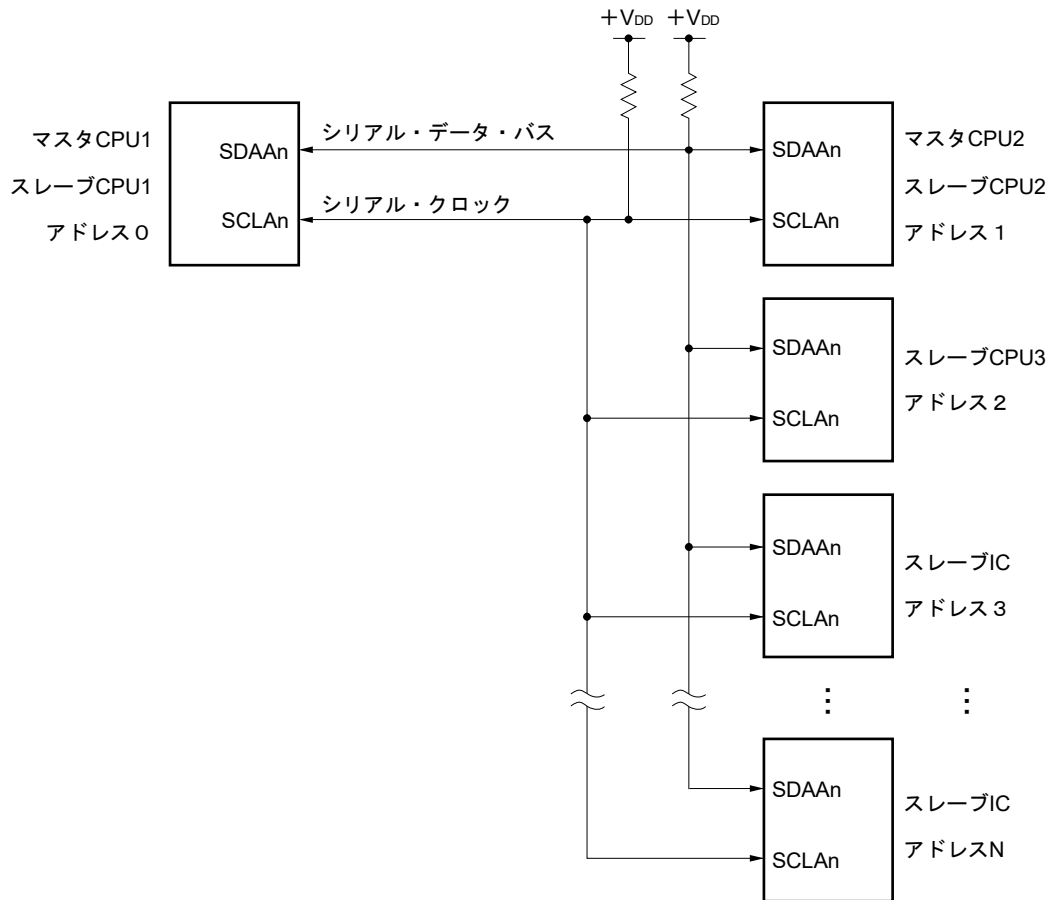 ＋VDD ＋VDD
マスタCPU1
スレーブCPU1
アドレス０
SDAAn
SCLAn
シリアル・データ・バス
シリアル・クロック
SDAAn
SCLAn
マスタCPU2
スレーブCPU2
アドレス１
SDAAn
SCLAn
スレーブCPU3
アドレス２
SDAAn
SCLAn
スレーブIC
アドレス３
SDAAn
SCLAn
スレーブIC
アドレスN